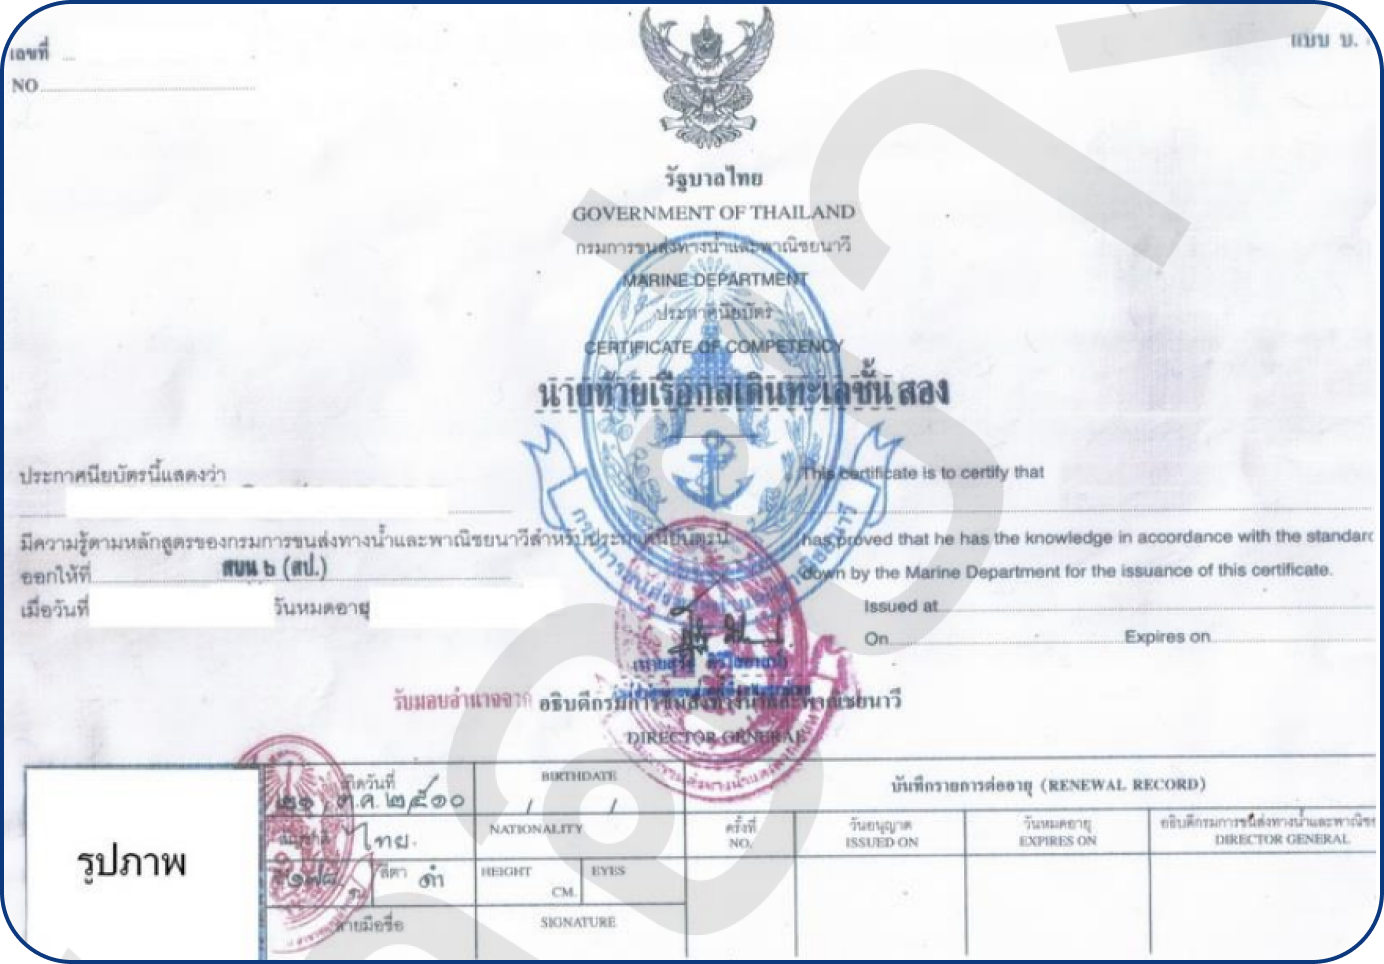 เลขที่
แบบ บ.
NO
รัฐบาลไทย
GOVERNMENT OF THAILAND
กรมการขนส่งทางน้ำและพาณิชยนาวี
MARINE DEPARTMENT
ประกาศนียบัตร
CERTIFICATE OF COMPETENCY
นายท้ายเรือกลเดินทะเลชั้น สอง
ประกาศนียบัตรนี้แสดงว่า
This certificate is to certify that
มีความรู้ตามหลักสูตรของกรมการขนส่งทางน้ำและพาณิชยนาวีสำหรับประกาศนียบัตรนี้
has proved that he has the knowledge in accordance with the standard
ออกให้ที่ สบน ๖ (สป.)
down by the Marine Department for the issuance of this certificate.
เมื่อวันที่ วันหมดอายุ
Issued at
On Expires on
รับมอบอำนาจจาก อธิบดีกรมการขนส่งทางน้ำและพาณิชยนาวี
DIRECTOR GENERAL
รูปภาพ
เกิดวันที่ BIRTHDATE
๒๑ ต.ค. ๒๕๑๐ / /
สัญชาติ ไทย. NATIONALITY
๑๗๘ สีตา ดำ HEIGHT CM. EYES
ลายมือชื่อ SIGNATURE
บันทึกรายการต่ออายุ (RENEWAL RECORD)
ครั้งที่ วันอนุญาต วันหมดอายุ อธิบดีกรมการขนส่งทางน้ำและพาณิช
NO. ISSUED ON EXPIRES ON DIRECTOR GENERAL